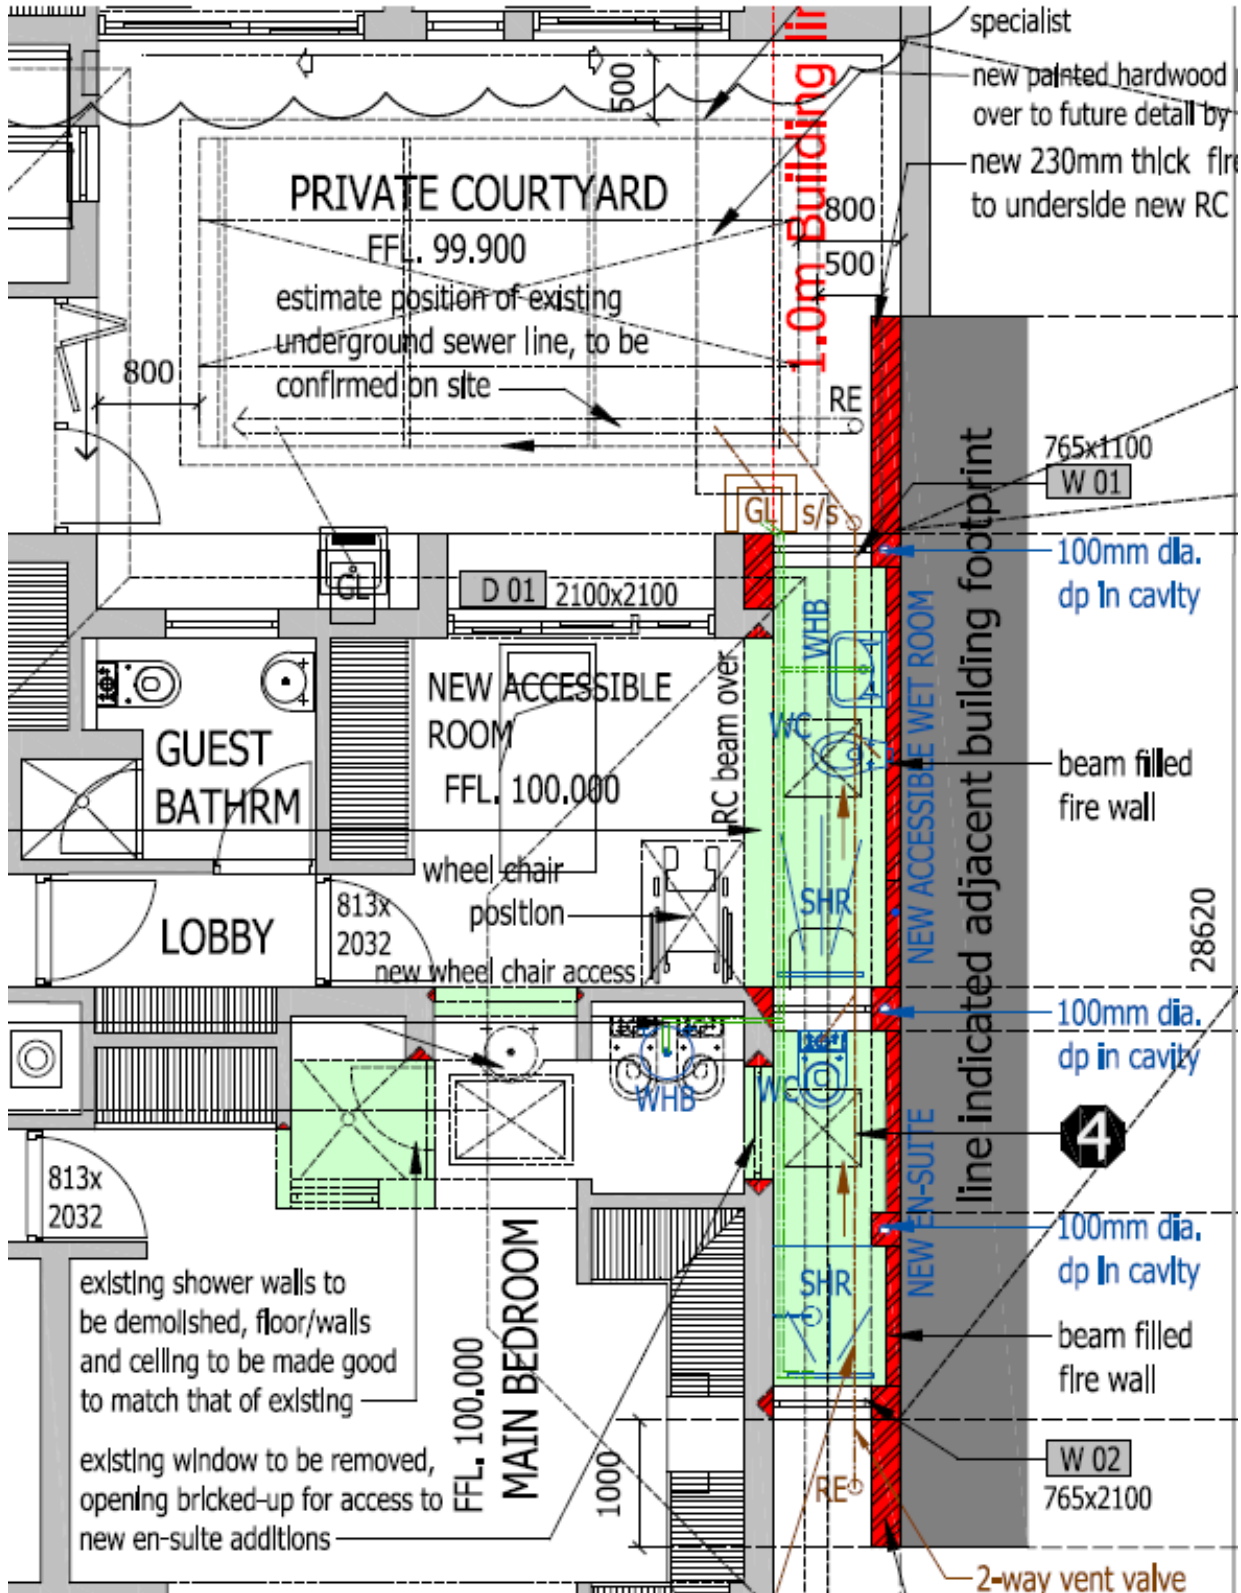 specialist
new painted hardwood
over to future detail by
new 230mm thick
to underside new RC
500
1.0m Building
PRIVATE COURTYARD
FFL. 99.900
800
500
estimate position of existing
underground sewer line, to be
confirmed on site
800
RE
765x1100
W 01
GL
s/s
100mm dia.
dp in cavity
GL
D 01
2100x2100
WHB
NEW ACCESSIBLE
ROOM
FFL. 100.000
RC beam over
WC
GUEST
BATHRM
NEW ACCESSIBLE WET ROOM
line indicated adjacent building footprint
beam filled
fire wall
wheel chair
position
SHR
813x
2032
LOBBY
new wheel chair access
28620
100mm dia.
dp in cavity
WHB
WC
4
NEW EN-SUITE
813x
2032
100mm dia.
dp in cavity
SHR
existing shower walls to
be demolished, floor/walls
and ceiling to be made good
to match that of existing
MAIN BEDROOM
FFL. 100.000
beam filled
fire wall
existing window to be removed,
opening bricked-up for access to
new en-suite additions
1000
RE
W 02
765x2100
2-way vent valve